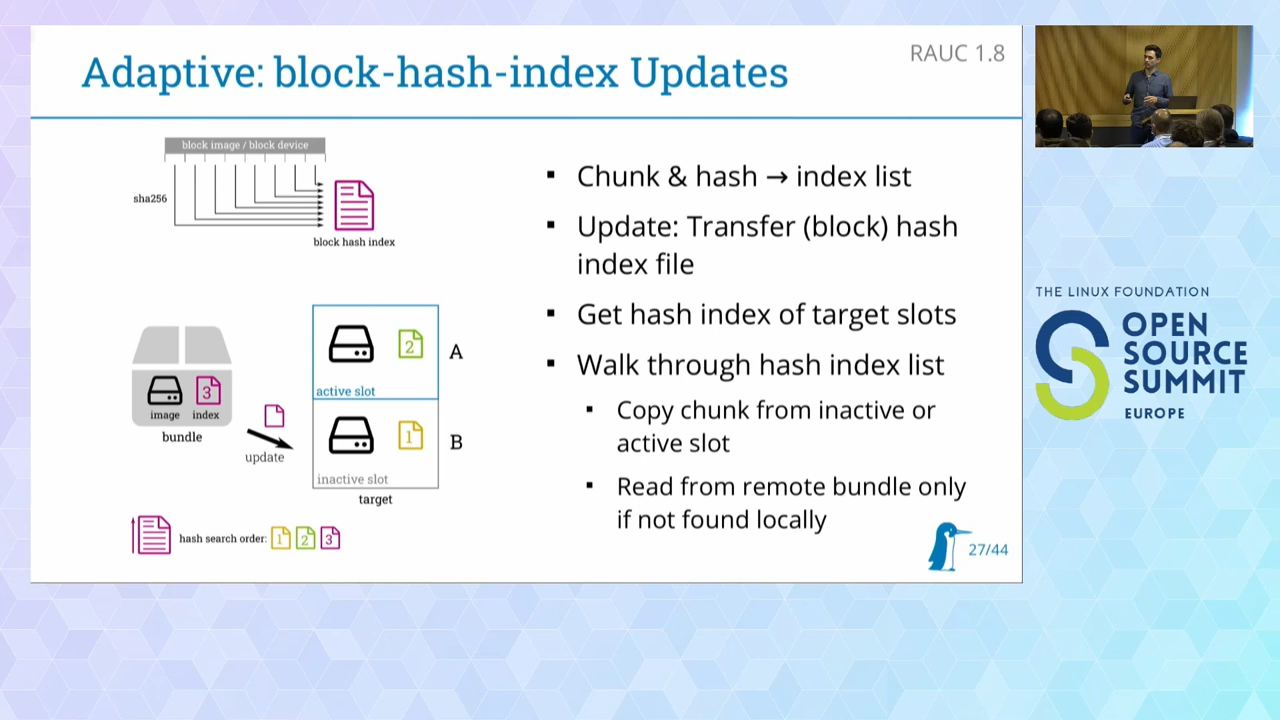 Adaptive: block-hash-index Updates
RAUC 1.8
block image / block device
sha256
block hash index
▪ Chunk & hash → index list
▪ Update: Transfer (block) hash
index file
▪ Get hash index of target slots
▪ Walk through hash index list
▪ Copy chunk from inactive or
active slot
▪ Read from remote bundle only
if not found locally
3
image index
bundle
update
2
A
active slot
1
B
inactive slot
target
hash search order: 1 2 3
27/44
THE LINUX FOUNDATION
OPEN
SOURCE
SUMMIT
EUROPE